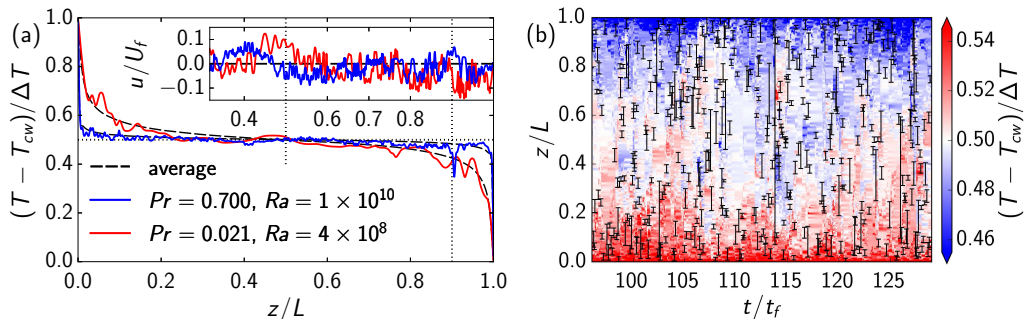 (a)
(T − T_cw)/ΔT
1.0
0.8
0.6
0.4
0.2
0.0
0.0 0.2 0.4 0.6 0.8 1.0
z/L
u/U_f
0.1
0.0
−0.1
0.4 0.6 0.7 0.8 0.9
average
Pr = 0.700, Ra = 1 × 10^10
Pr = 0.021, Ra = 4 × 10^8
(b)
z/L
1.0
0.8
0.6
0.4
0.2
0.0
100 105 110 115 120 125
t/t_f
0.54
0.52
0.50
0.48
0.46
(T − T_cw)/ΔT